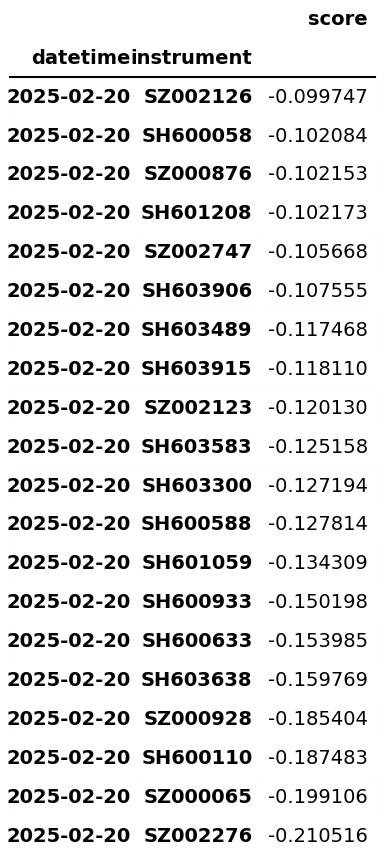 score
datetime instrument
2025-02-20 SZ002126 -0.099747
2025-02-20 SH600058 -0.102084
2025-02-20 SZ000876 -0.102153
2025-02-20 SH601208 -0.102173
2025-02-20 SZ002747 -0.105668
2025-02-20 SH603906 -0.107555
2025-02-20 SH603489 -0.117468
2025-02-20 SH603915 -0.118110
2025-02-20 SZ002123 -0.120130
2025-02-20 SH603583 -0.125158
2025-02-20 SH603300 -0.127194
2025-02-20 SH600588 -0.127814
2025-02-20 SH601059 -0.134309
2025-02-20 SH600933 -0.150198
2025-02-20 SH600633 -0.153985
2025-02-20 SH603638 -0.159769
2025-02-20 SZ000928 -0.185404
2025-02-20 SH600110 -0.187483
2025-02-20 SZ000065 -0.199106
2025-02-20 SZ002276 -0.210516